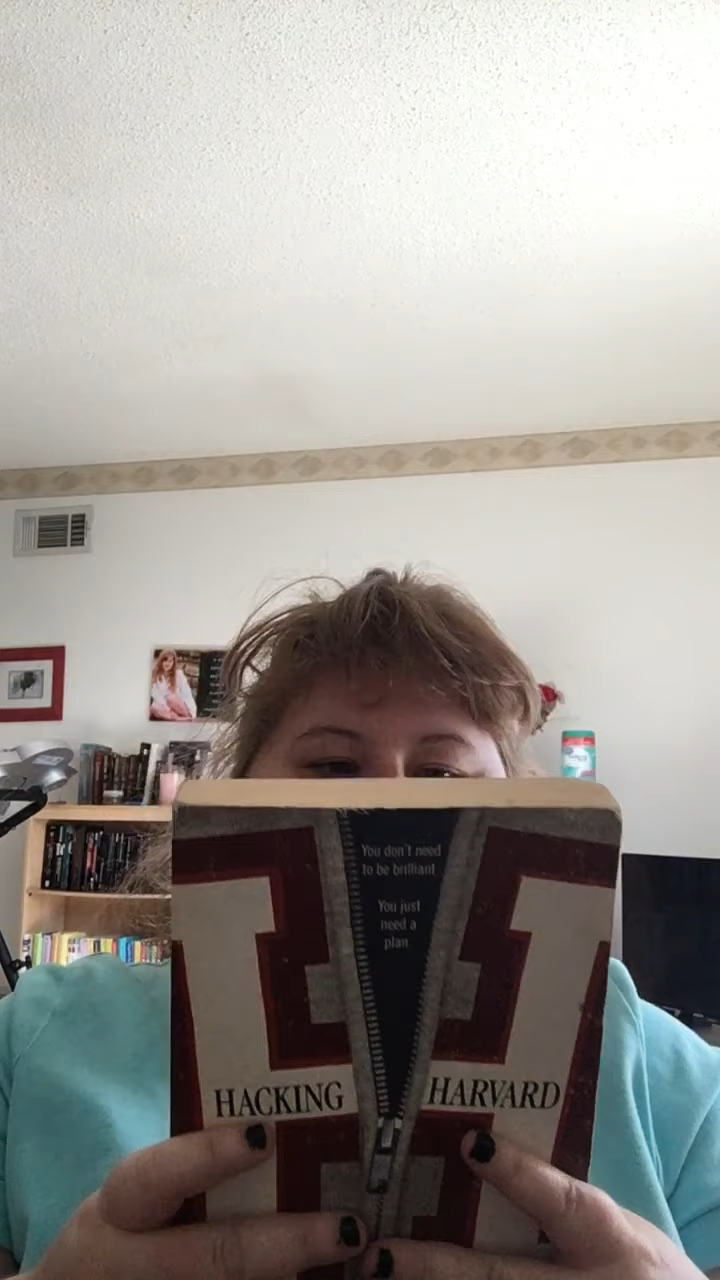 You don't need
to be brilliant
You just
need a
plan
HACKING HARVARD